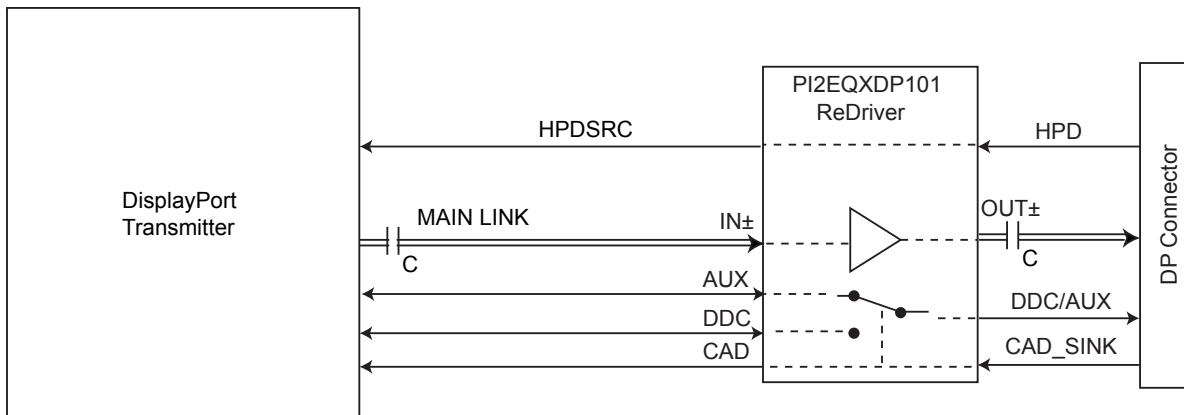 PI2EQXDP101
ReDriver
HPDSRC
HPD
DisplayPort
Transmitter
MAIN LINK
IN±
OUT±
C
C
AUX
DDC/AUX
DDC
CAD
CAD_SINK
DP Connector